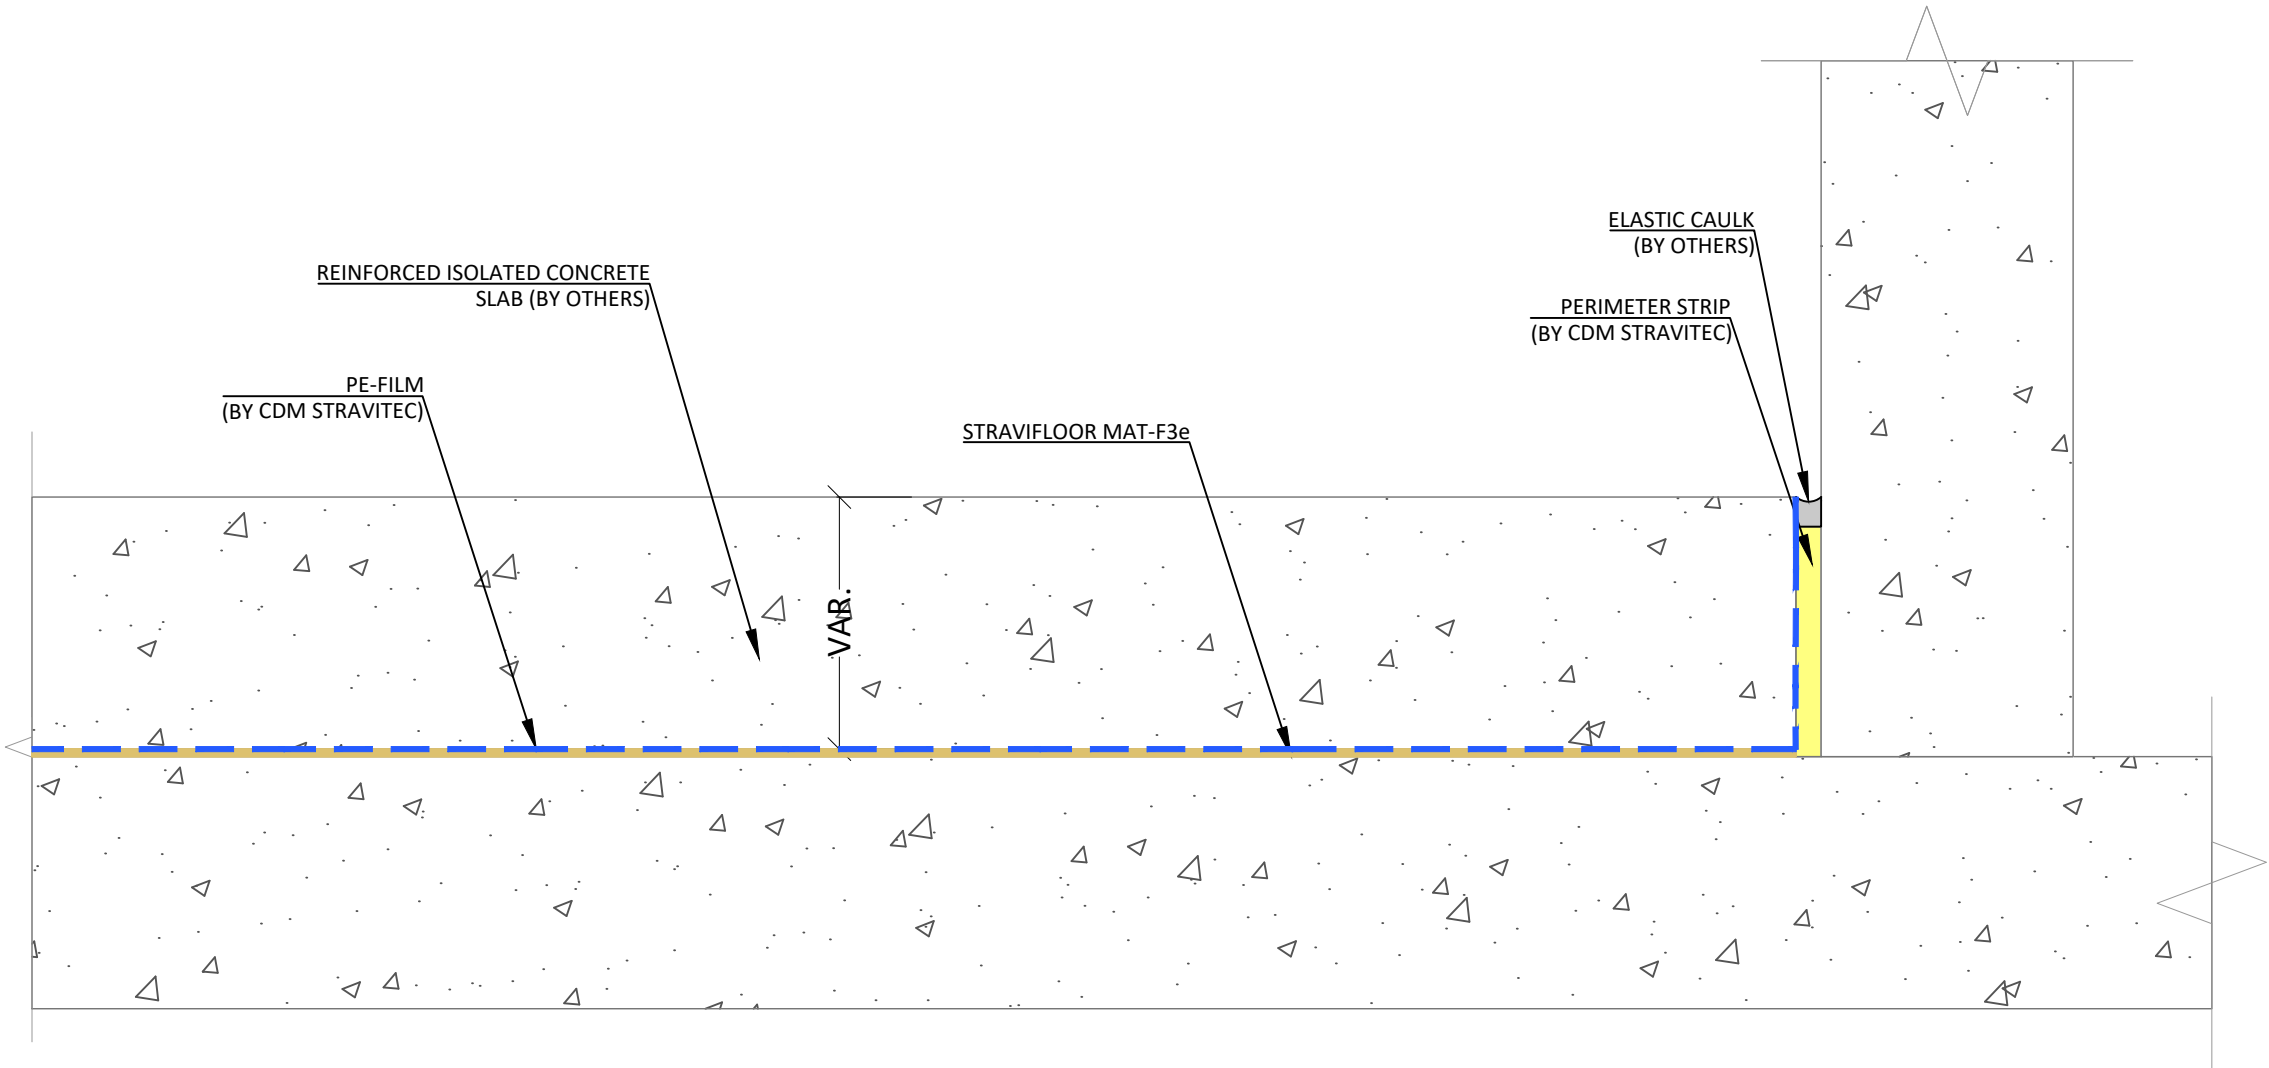 ELASTIC CAULK
(BY OTHERS)
REINFORCED ISOLATED CONCRETE
SLAB (BY OTHERS)
PERIMETER STRIP
(BY CDM STRAVITEC)
PE-FILM
(BY CDM STRAVITEC)
STRAVIFLOOR MAT-F3e
VAR.